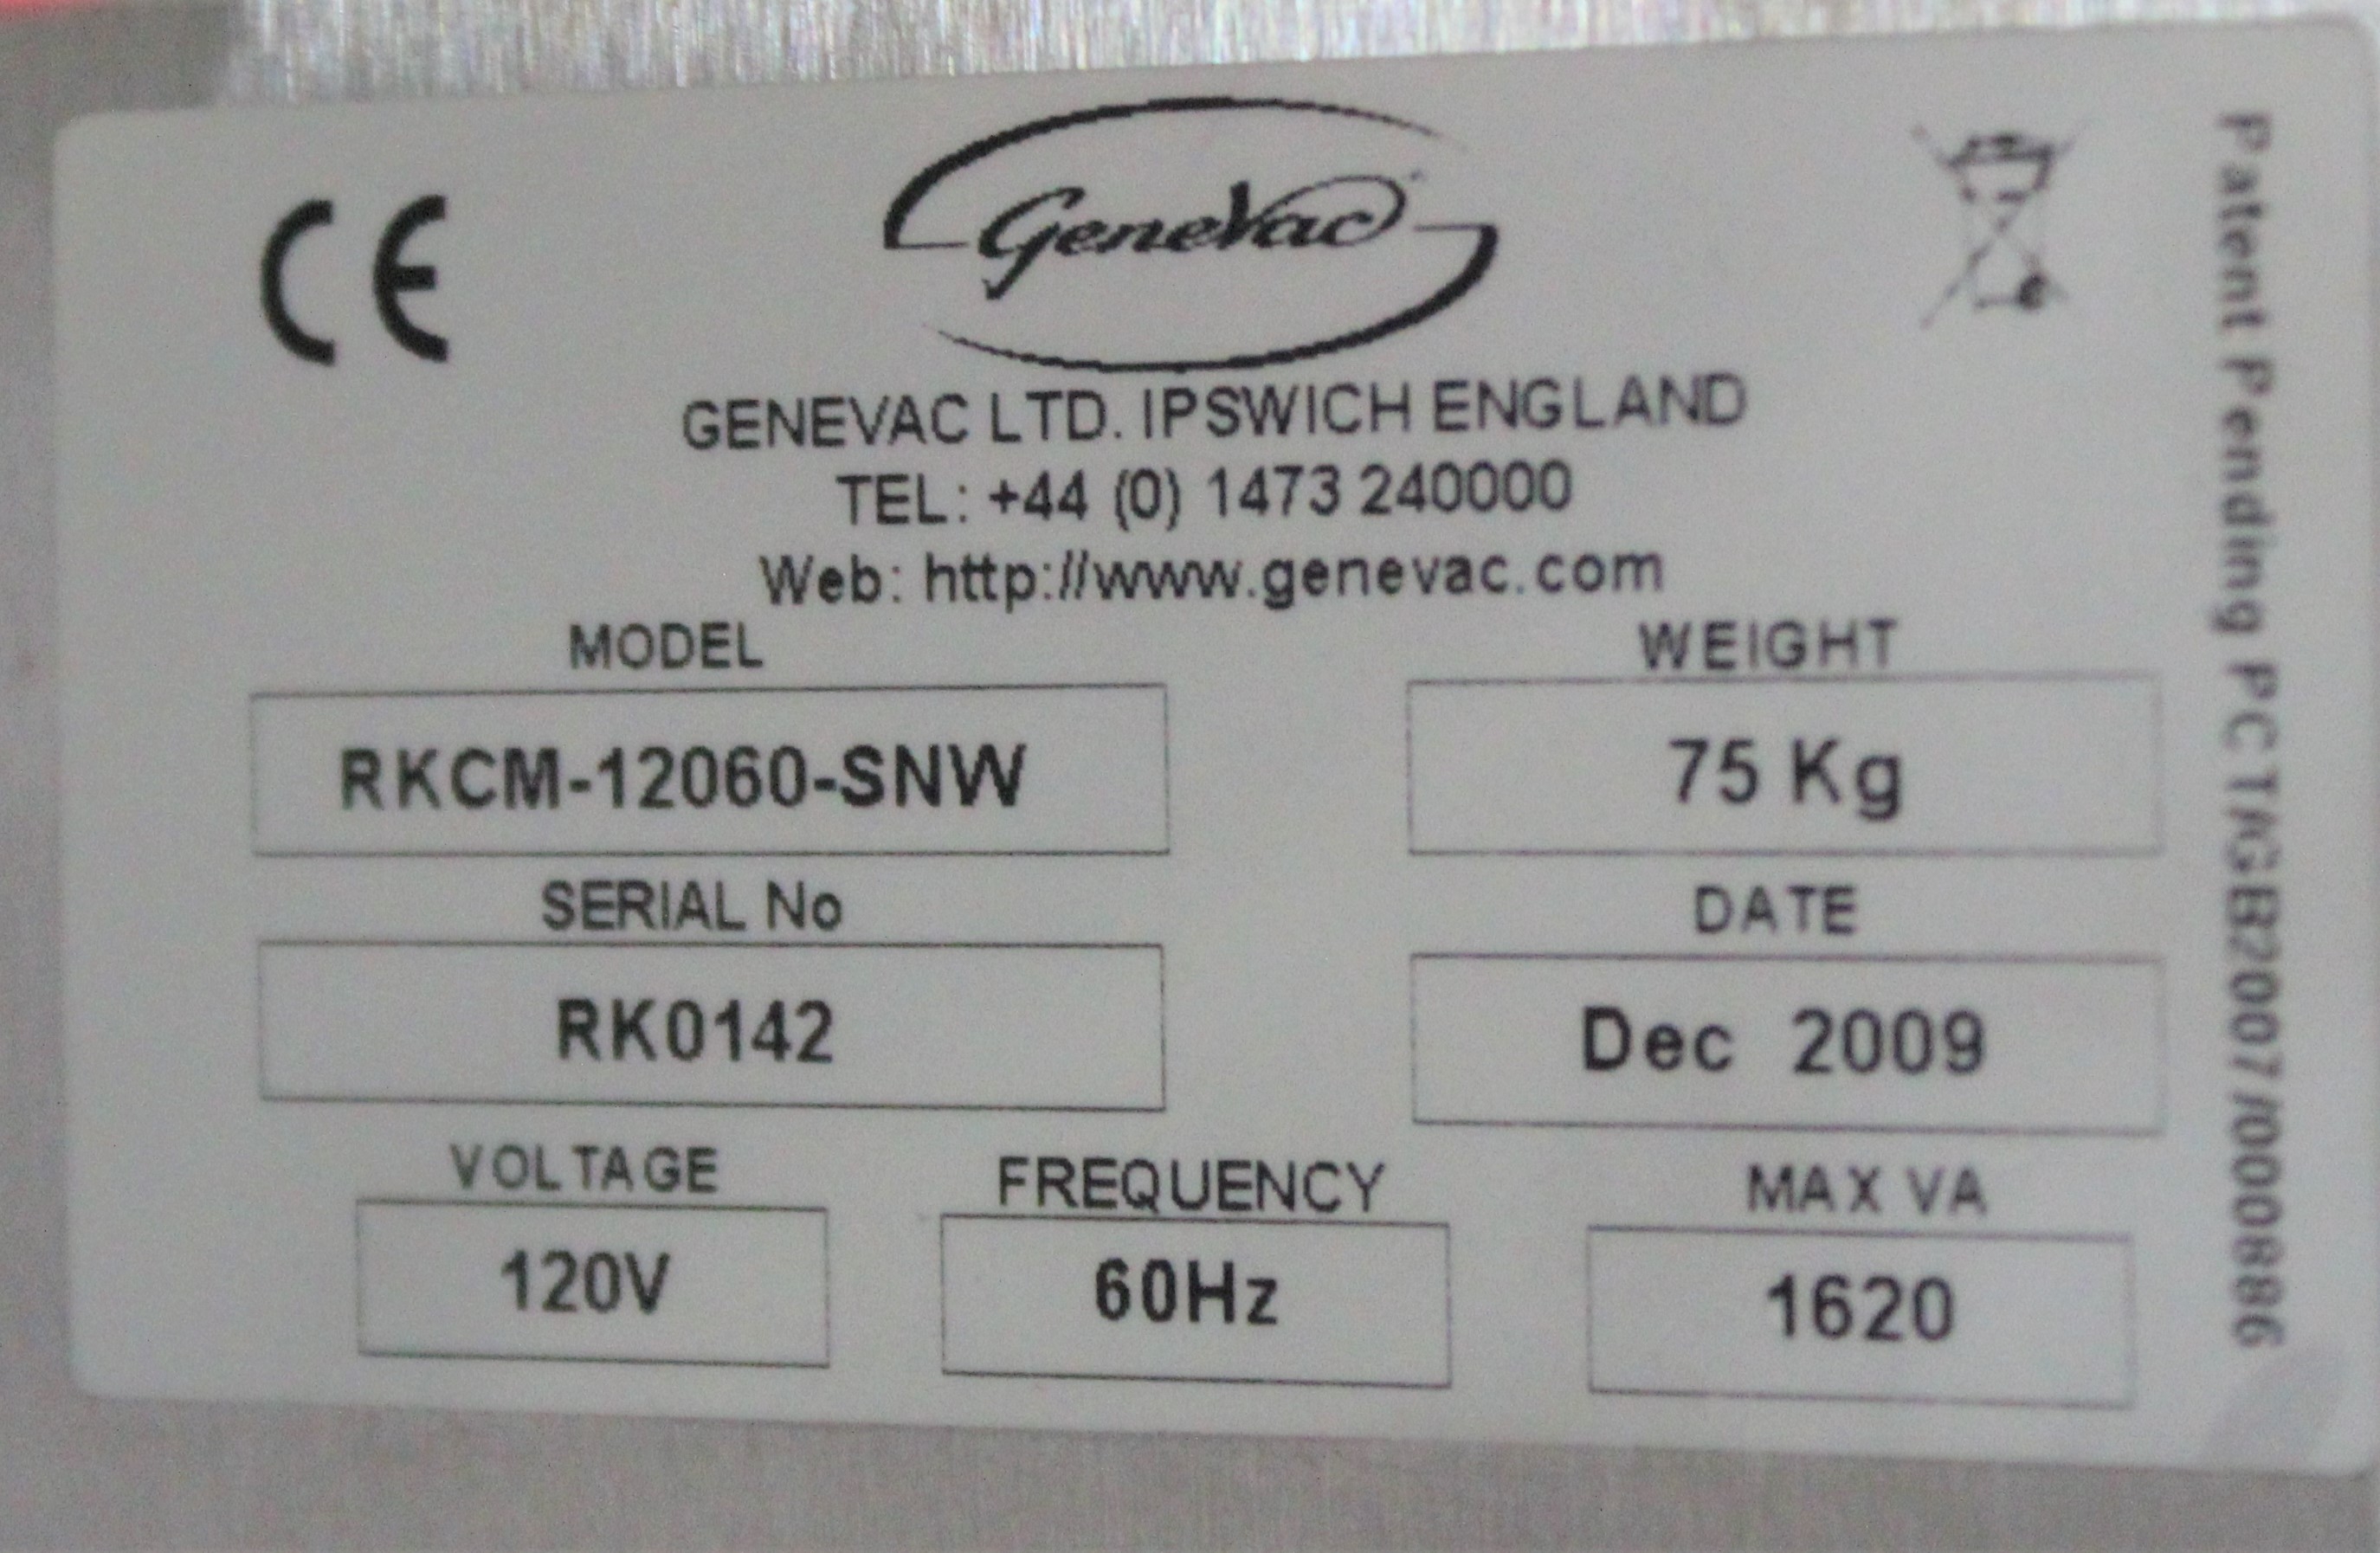 CE
GeneVac
GENEVAC LTD. IPSWICH ENGLAND
TEL: +44 (0) 1473 240000
Web: http://www.genevac.com
MODEL
RKCM-12060-SNW
WEIGHT
75 Kg
SERIAL No
RK0142
DATE
Dec 2009
VOLTAGE
120V
FREQUENCY
60Hz
MAX VA
1620
Patent Pending PCT/GB2007/000886